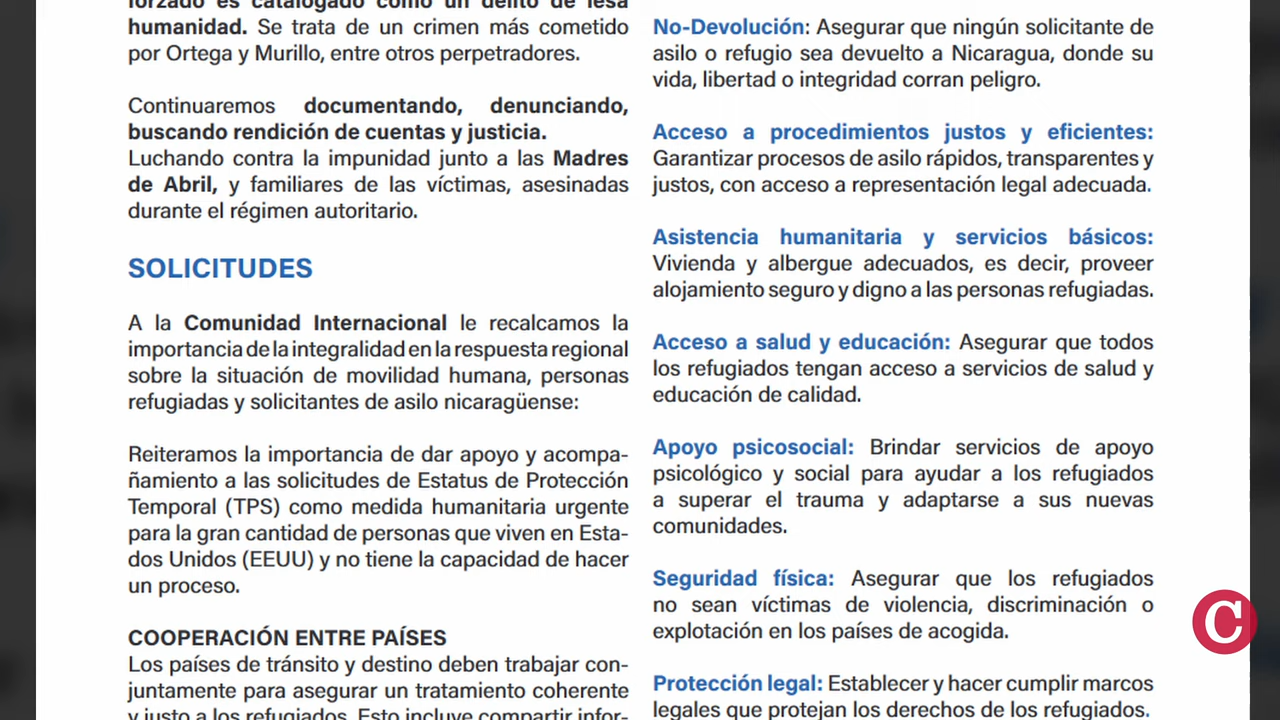 forzado es catalogado como un delito de lesa
humanidad. Se trata de un crimen más cometido
por Ortega y Murillo, entre otros perpetradores.
Continuaremos documentando, denunciando,
buscando rendición de cuentas y justicia.
Luchando contra la impunidad junto a las Madres
de Abril, y familiares de las víctimas, asesinadas
durante el régimen autoritario.
SOLICITUDES
A la Comunidad Internacional le recalcamos la
importancia de la integralidad en la respuesta regional
sobre la situación de movilidad humana, personas
refugiadas y solicitantes de asilo nicaragüense:
Reiteramos la importancia de dar apoyo y acompa-
ñamiento a las solicitudes de Estatus de Protección
Temporal (TPS) como medida humanitaria urgente
para la gran cantidad de personas que viven en Esta-
dos Unidos (EEUU) y no tiene la capacidad de hacer
un proceso.
COOPERACIÓN ENTRE PAÍSES
Los países de tránsito y destino deben trabajar con-
juntamente para asegurar un tratamiento coherente
y justo a los refugiados. Esto incluye compartir infor-
No-Devolución: Asegurar que ningún solicitante de
asilo o refugio sea devuelto a Nicaragua, donde su
vida, libertad o integridad corran peligro.
Acceso a procedimientos justos y eficientes:
Garantizar procesos de asilo rápidos, transparentes y
justos, con acceso a representación legal adecuada.
Asistencia humanitaria y servicios básicos:
Vivienda y albergue adecuados, es decir, proveer
alojamiento seguro y digno a las personas refugiadas.
Acceso a salud y educación: Asegurar que todos
los refugiados tengan acceso a servicios de salud y
educación de calidad.
Apoyo psicosocial: Brindar servicios de apoyo
psicológico y social para ayudar a los refugiados
a superar el trauma y adaptarse a sus nuevas
comunidades.
Seguridad física: Asegurar que los refugiados
no sean víctimas de violencia, discriminación o
explotación en los países de acogida.
Protección legal: Establecer y hacer cumplir marcos
legales que protejan los derechos de los refugiados.
C